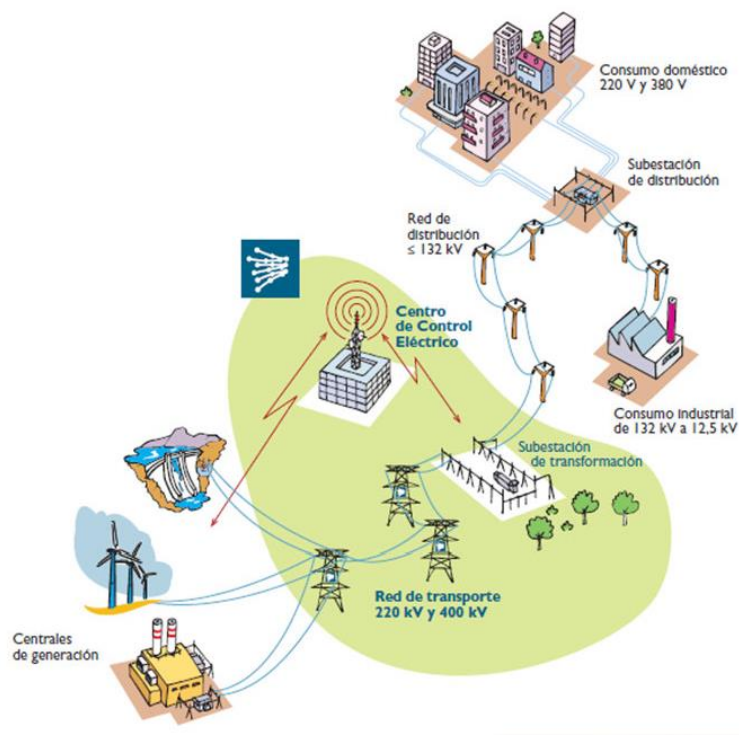 Consumo doméstico
220 V y 380 V
Subestación
de distribución
Red de
distribución
≤ 132 kV
Centro
de Control
Eléctrico
Consumo industrial
de 132 kV a 12,5 kV
Subestación
de transformación
Red de transporte
220 kV y 400 kV
Centrales
de generación